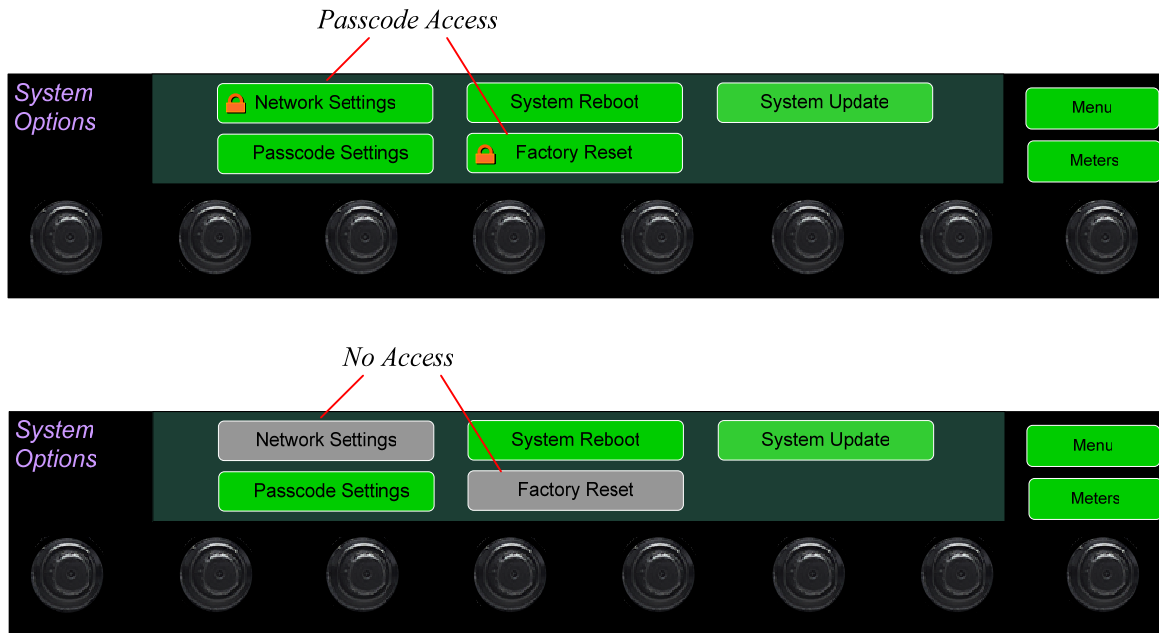 Passcode Access
System
Options
Network Settings
System Reboot
System Update
Menu
Passcode Settings
Factory Reset
Meters
No Access
System
Options
Network Settings
System Reboot
System Update
Menu
Passcode Settings
Factory Reset
Meters